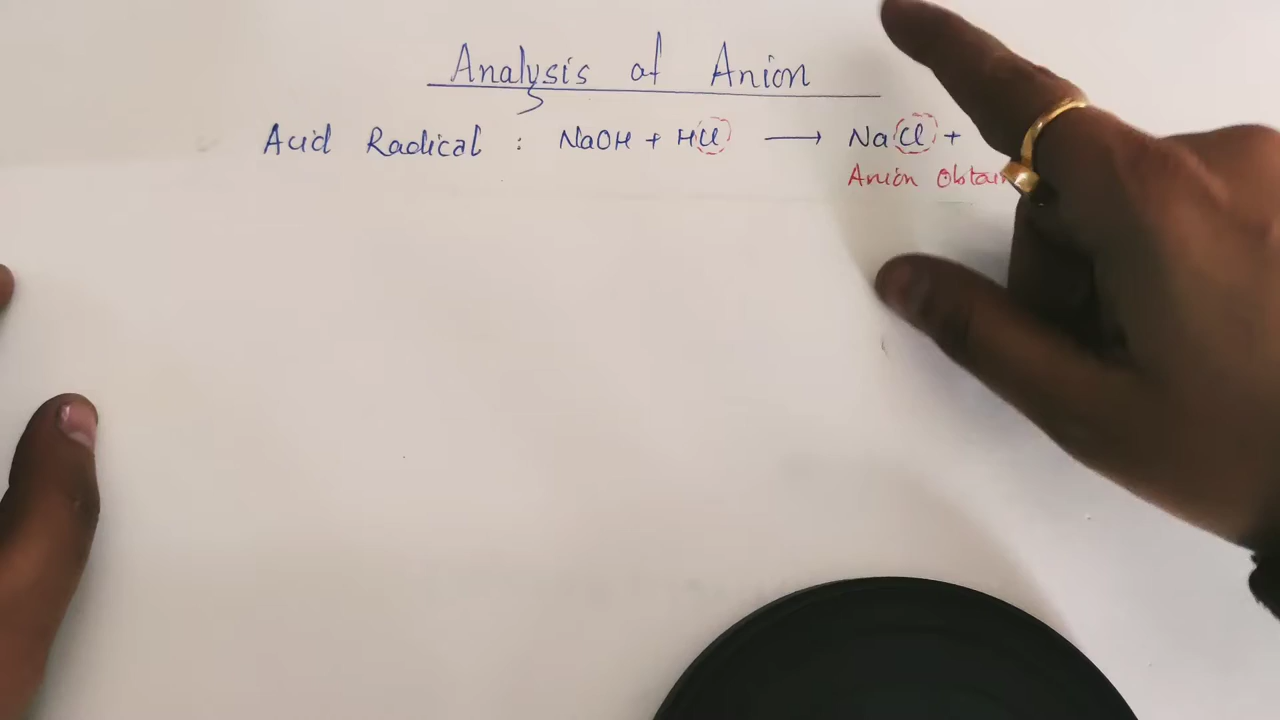 Analysis of Anion
Acid Radical : NaOH + HCl → NaCl +
Anion